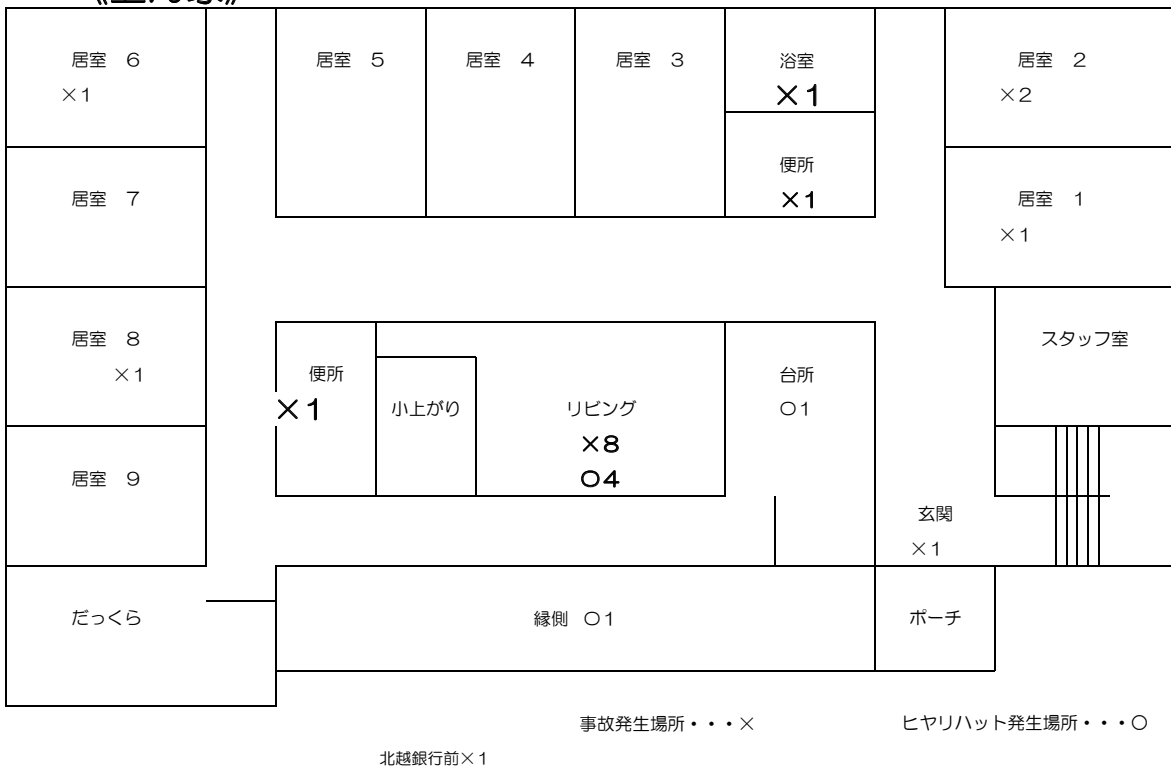 居室　6
×1
居室　5
居室　4
居室　3
浴室
×1
居室　2
×2
便所
×1
居室　7
居室　1
×1
居室　8
×1
便所
×1
小上がり
リビング
×8
○4
台所
○1
スタッフ室
居室　9
玄関
×1
だっくら
縁側　○1
ポーチ
事故発生場所・・・×
ヒヤリハット発生場所・・・○
北越銀行前×1